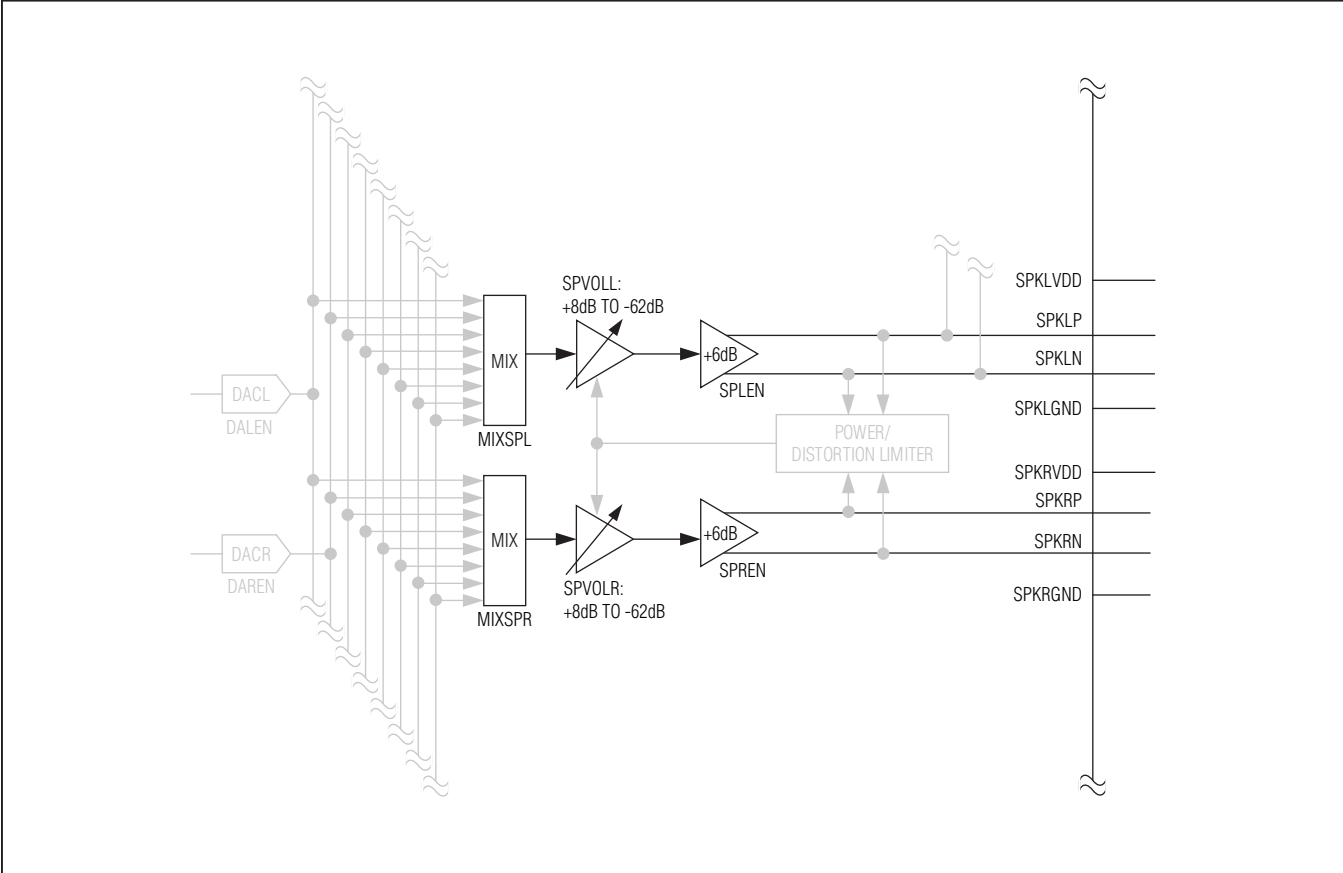 SPVOLL:
+8dB TO -62dB
SPKLVDD
SPKLP
MIX
+6dB
SPKLN
SPLEN
DACL
DALEN
SPKLGND
MIXSPL
POWER/
DISTORTION LIMITER
SPKRVDD
SPKRP
MIX
+6dB
SPKRN
DACR
DAREN
SPREN
SPVOLR:
+8dB TO -62dB
MIXSPR
SPKRGND